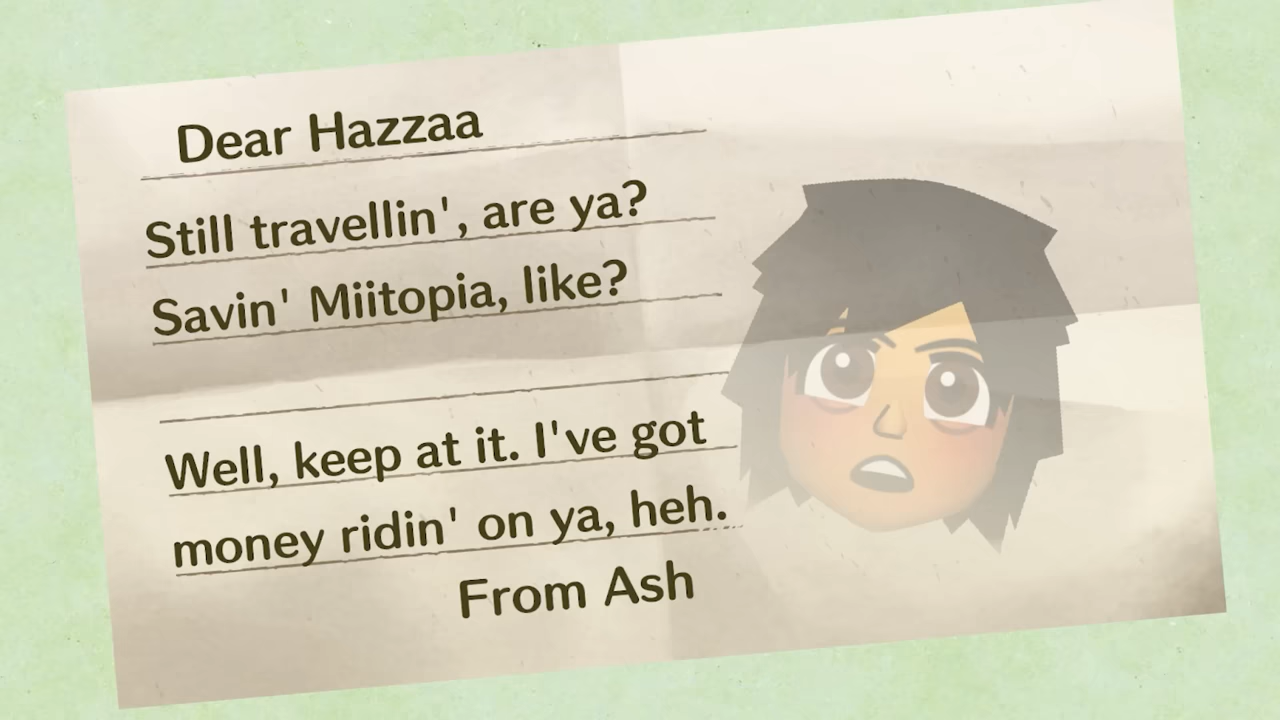 Dear Hazzaa
Still travellin', are ya?
Savin' Miitopia, like?
Well, keep at it. I've got
money ridin' on ya, heh.
From Ash